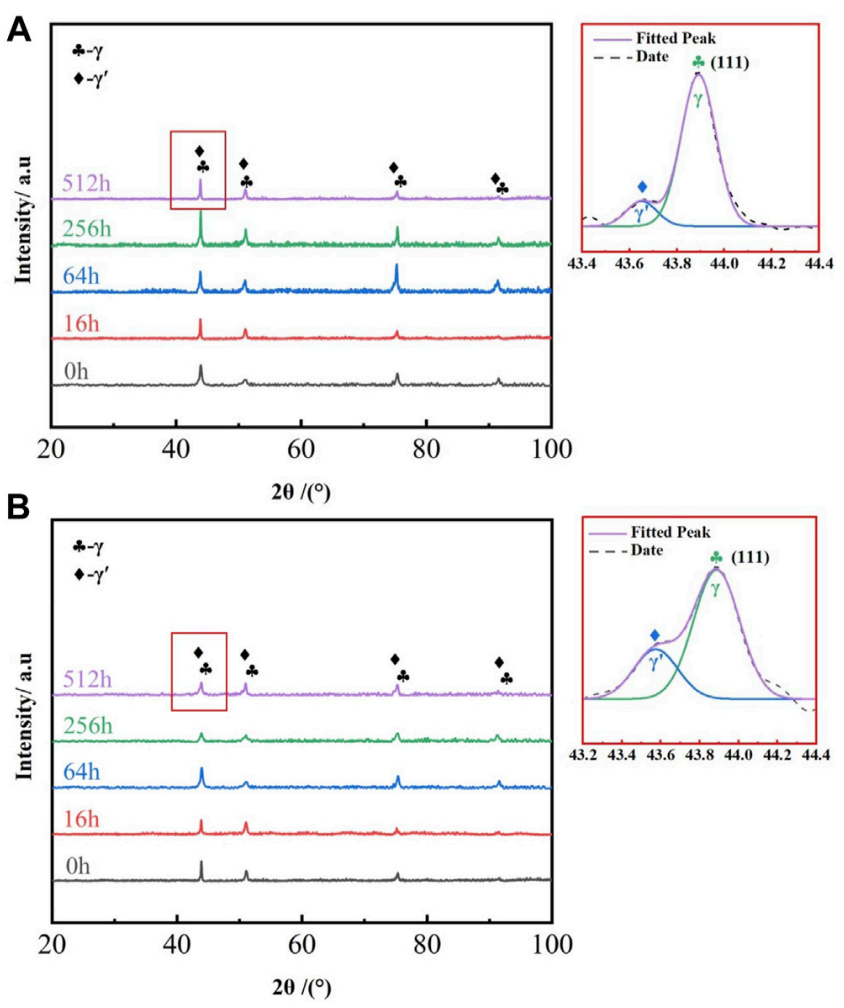 A
♣-γ
♦-γ′
512h
256h
64h
16h
0h
Intensity/ a.u
20 40 60 80 100
2θ /(°)
Fitted Peak
Date
♣ (111)
γ
♦
γ′
43.4 43.6 43.8 44.0 44.2 44.4
B
♣-γ
♦-γ′
512h
256h
64h
16h
0h
Intensity/ a.u
20 40 60 80 100
2θ /(°)
Fitted Peak
Date
♣ (111)
γ
♦
γ′
43.2 43.4 43.6 43.8 44.0 44.2 44.4